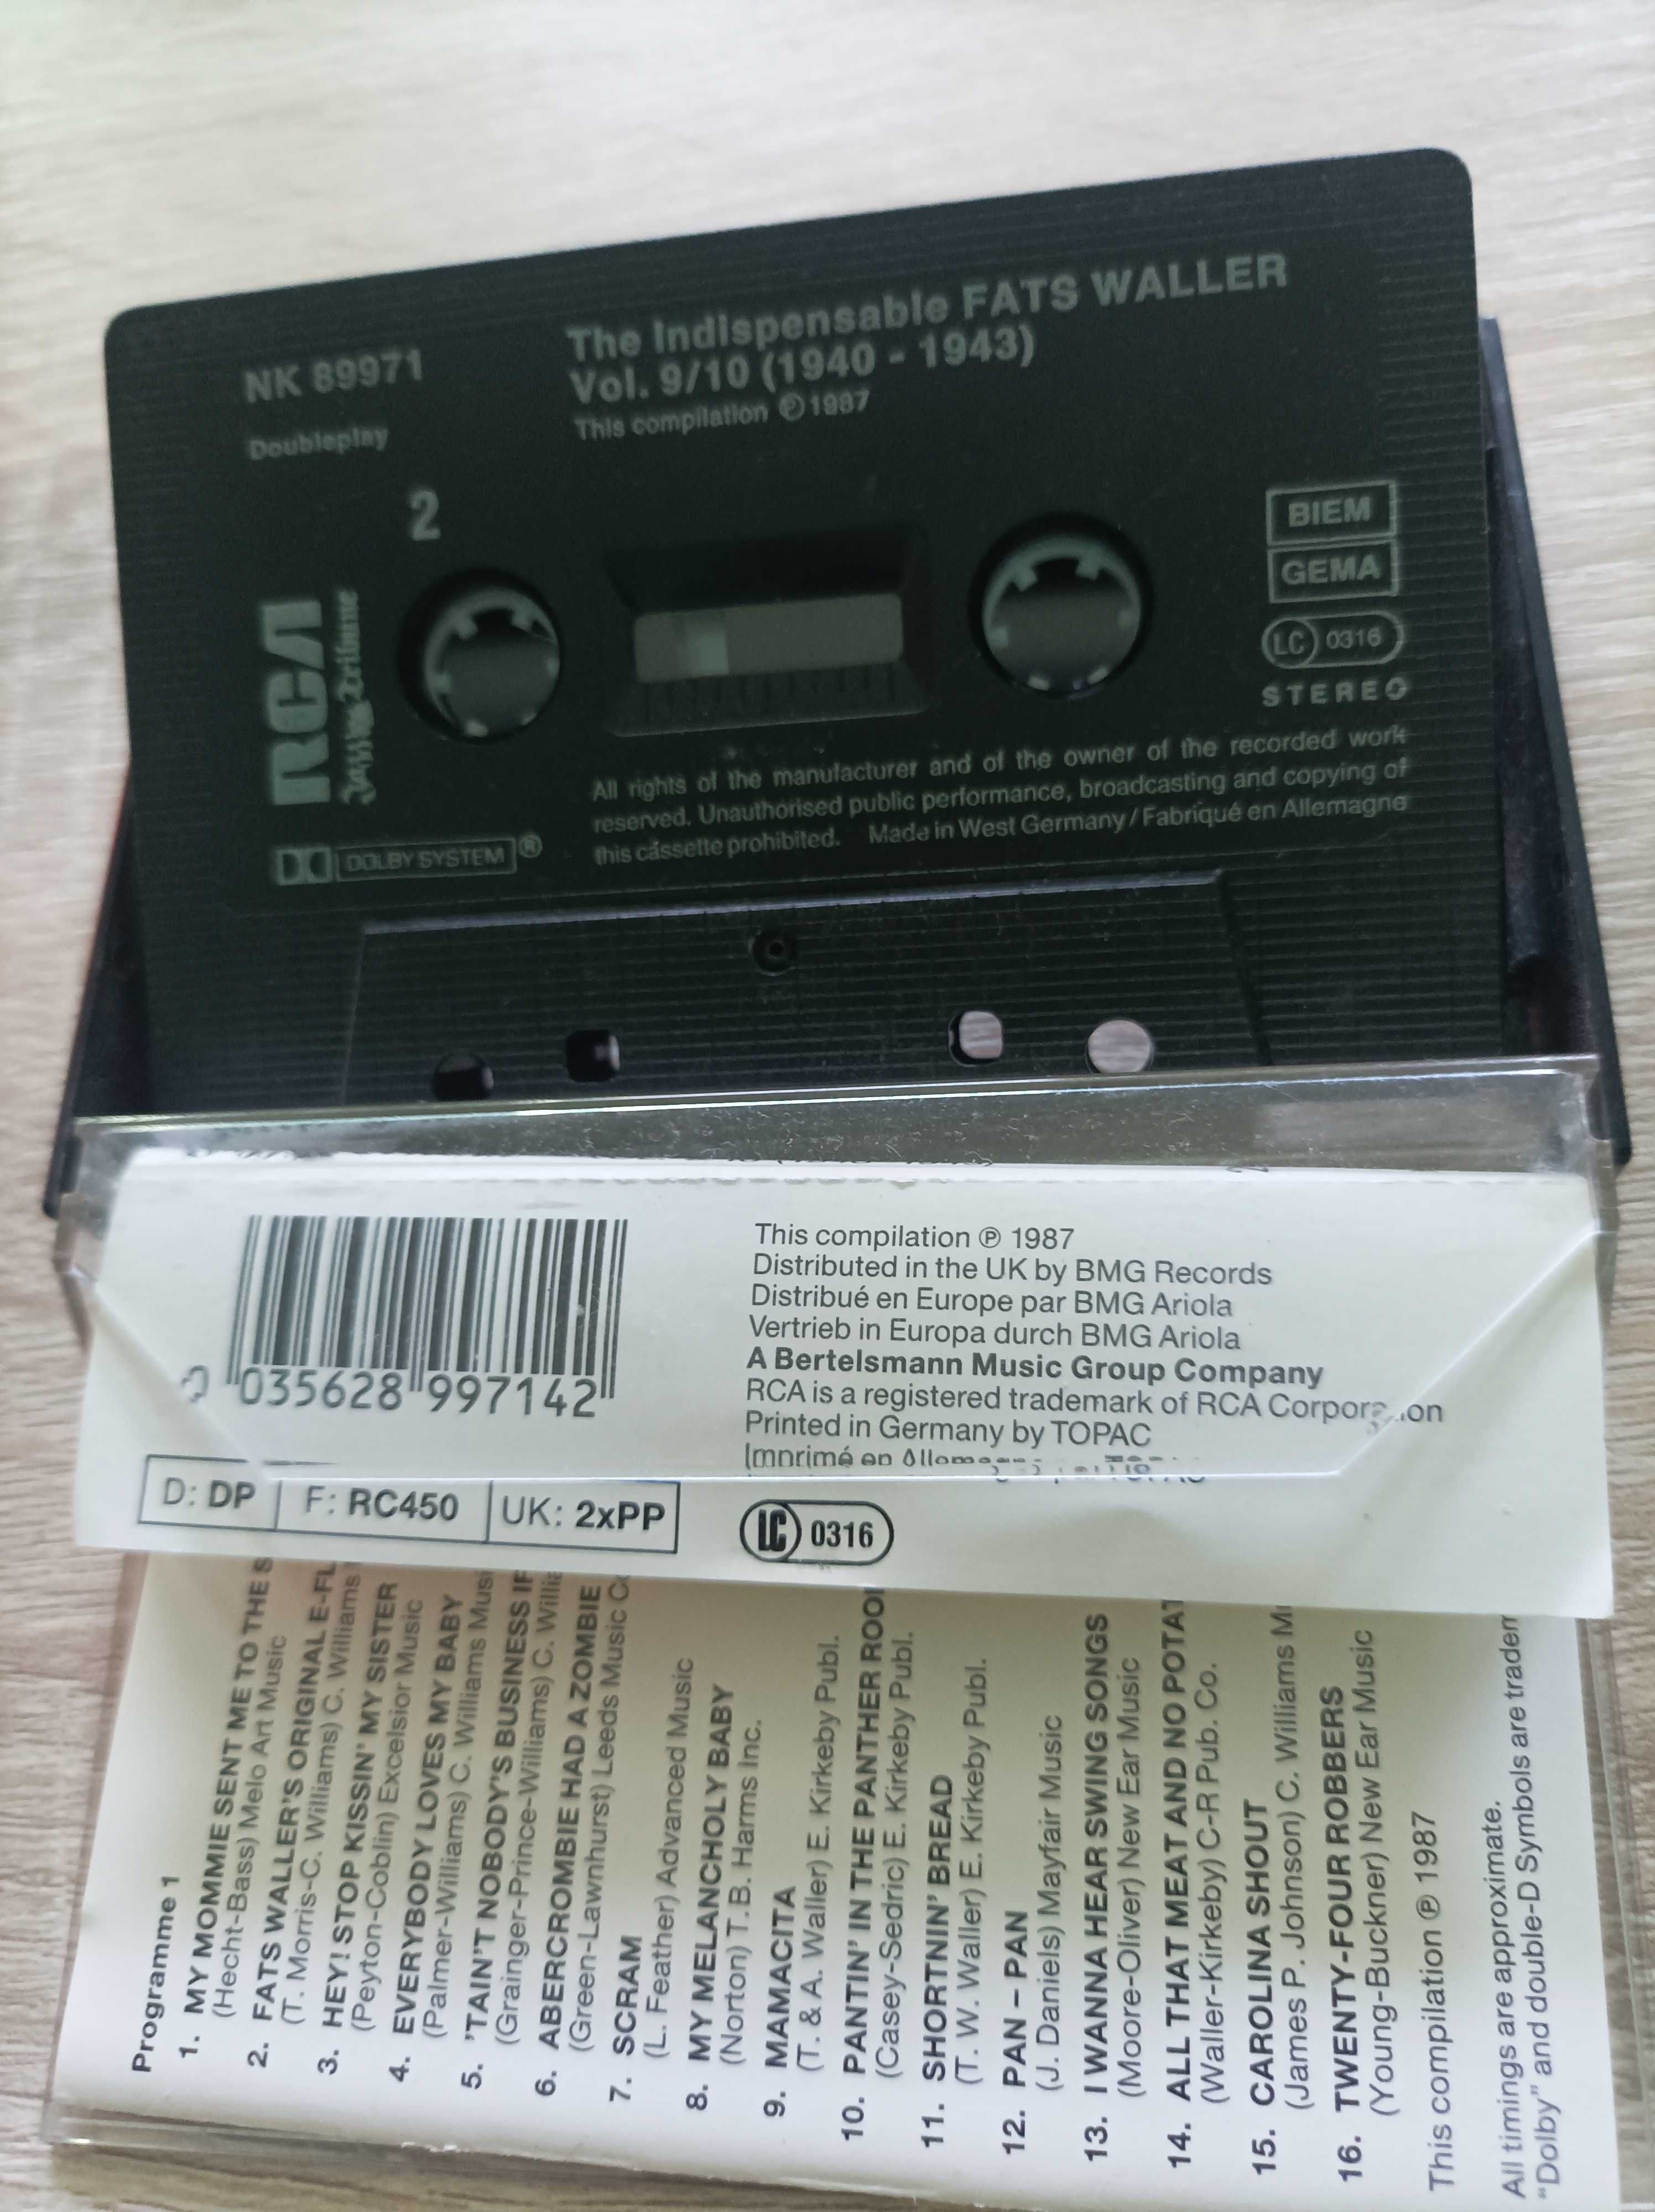 NK 89971
Doubleplay
The Indispensable FATS WALLER
Vol. 9/10 (1940 - 1943)
This compilation ℗ 1987
2
RCA
Jazz Tribune
BIEM
GEMA
LC 0316
STEREO
All rights of the manufacturer and of the owner of the recorded work
reserved. Unauthorised public performance, broadcasting and copying of
this cassette prohibited. Made in West Germany / Fabriqué en Allemagne
DOLBY SYSTEM ®
0 035628 997142
This compilation ℗ 1987
Distributed in the UK by BMG Records
Distribué en Europe par BMG Ariola
Vertrieb in Europa durch BMG Ariola
A Bertelsmann Music Group Company
RCA is a registered trademark of RCA Corporation
Printed in Germany by TOPAC
Imprimé en
D: DP F: RC450 UK: 2xPP
LC 0316
Programme 1
1. MY MOMMIE SENT ME TO THE S
(Hecht-Bass) Melo Art Music
2. FATS WALLER'S ORIGINAL E-FL
(T. Morris-C. Williams) C. Williams
3. HEY! STOP KISSIN' MY SISTER
(Peyton-Coblin) Excelsior Music
4. EVERYBODY LOVES MY BABY
(Palmer-Williams) C. Williams Musi
5. 'TAIN'T NOBODY'S BUSINESS IF
(Grainger-Prince-Williams) C. Willia
6. ABERCROMBIE HAD A ZOMBIE
(Green-Lawnhurst) Leeds Music Co
7. SCRAM
(L. Feather) Advanced Music
8. MY MELANCHOLY BABY
(Norton) T. B. Harms Inc.
9. MAMACITA
(T. & A. Waller) E. Kirkeby Publ.
10. PANTIN' IN THE PANTHER ROO
(Casey-Sedric) E. Kirkeby Publ.
11. SHORTNIN' BREAD
(T. W. Waller) E. Kirkeby Publ.
12. PAN – PAN
(J. Daniels) Mayfair Music
13. I WANNA HEAR SWING SONGS
(Moore-Oliver) New Ear Music
14. ALL THAT MEAT AND NO POTAT
(Waller-Kirkeby) C-R Pub. Co.
15. CAROLINA SHOUT
(James P. Johnson) C. Williams M
16. TWENTY-FOUR ROBBERS
(Young-Buckner) New Ear Music
This compilation ℗ 1987
All timings are approximate.
"Dolby" and double-D Symbols are tradem